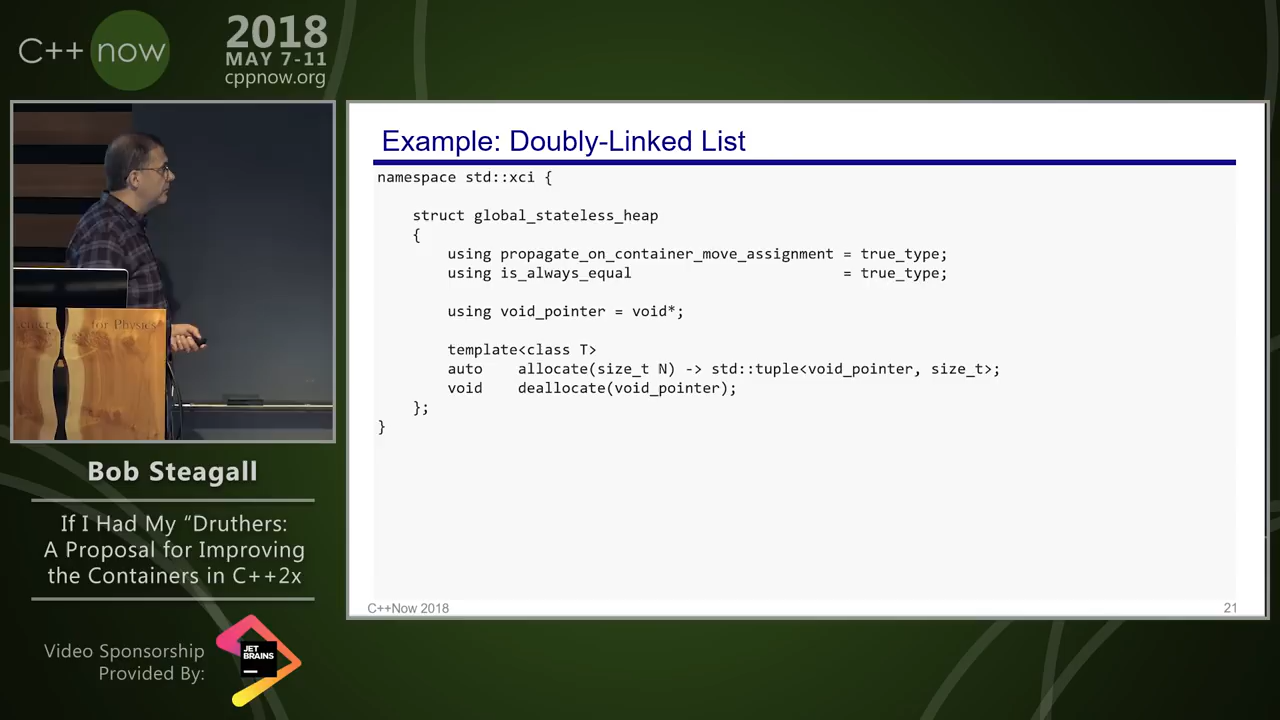 C++ now
2018
MAY 7-11
cppnow.org
for Physics
Bob Steagall
If I Had My “Druthers:
A Proposal for Improving
the Containers in C++2x
Video Sponsorship
Provided By:
JET
BRAINS
Example: Doubly-Linked List
namespace std::xci {
struct global_stateless_heap
{
using propagate_on_container_move_assignment = true_type;
using is_always_equal = true_type;
using void_pointer = void*;
template<class T>
auto allocate(size_t N) -> std::tuple<void_pointer, size_t>;
void deallocate(void_pointer);
};
}
C++Now 2018
21